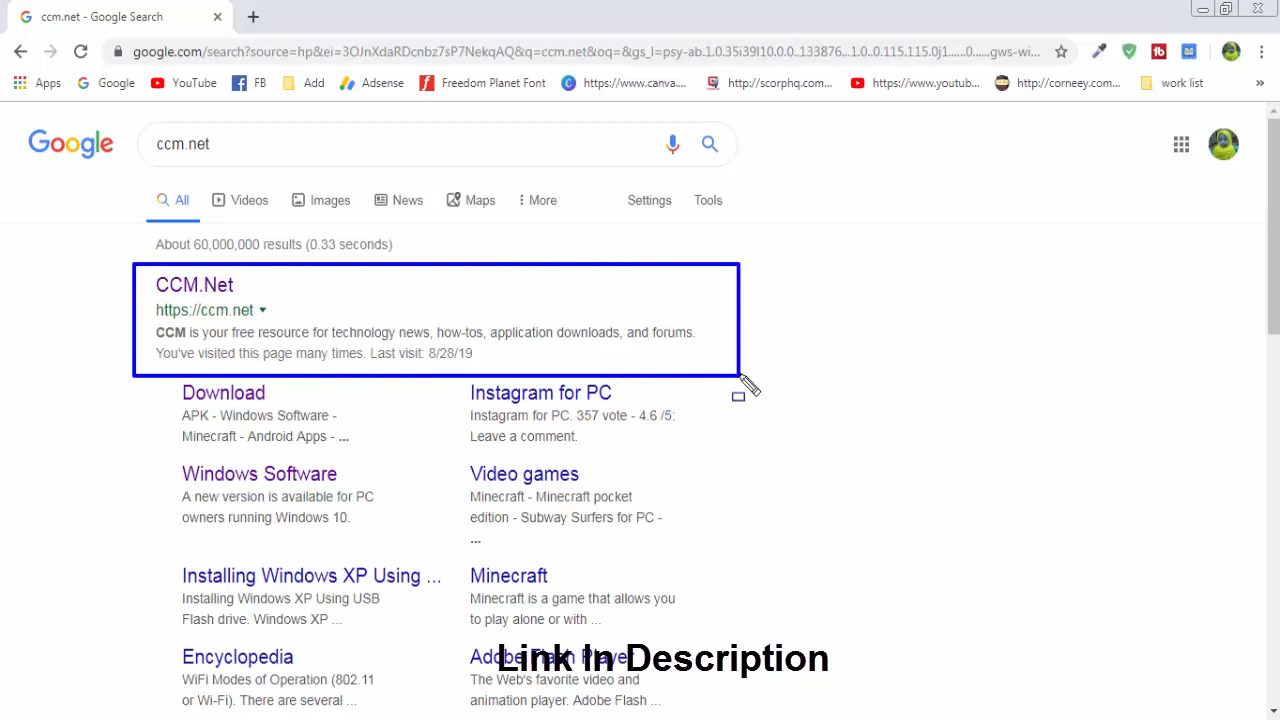 ccm.net - Google Search
google.com/search?source=hp&ei=3OJnXdaRDcnbz7sP7NekqAQ&q=ccm.net&oq=&gs_l=psy-ab.1.0.35i39l10.0.0..133876...1.0..0.115.115.0j1......0.....gws-wi...
Apps Google YouTube FB Add Adsense Freedom Planet Font https://www.canva.... http://scorphq.com... https://www.youtub... http://corneey.com... work list »
Google
ccm.net
All Videos Images News Maps More Settings Tools
About 60,000,000 results (0.33 seconds)
CCM.Net
https://ccm.net
CCM is your free resource for technology news, how-tos, application downloads, and forums.
You've visited this page many times. Last visit: 8/28/19
Download
APK - Windows Software -
Minecraft - Android Apps - ...
Instagram for PC
Instagram for PC. 357 vote - 4.6 /5:
Leave a comment.
Windows Software
A new version is available for PC
owners running Windows 10.
Video games
Minecraft - Minecraft pocket
edition - Subway Surfers for PC -
...
Installing Windows XP Using ...
Installing Windows XP Using USB
Flash drive. Windows XP ...
Minecraft
Minecraft is a game that allows you
to play alone or with ...
Encyclopedia
WiFi Modes of Operation (802.11
or Wi-Fi). There are several ...
Adobe Flash Player
The Web's favorite video and
animation player. Adobe Flash ...
Link In Description